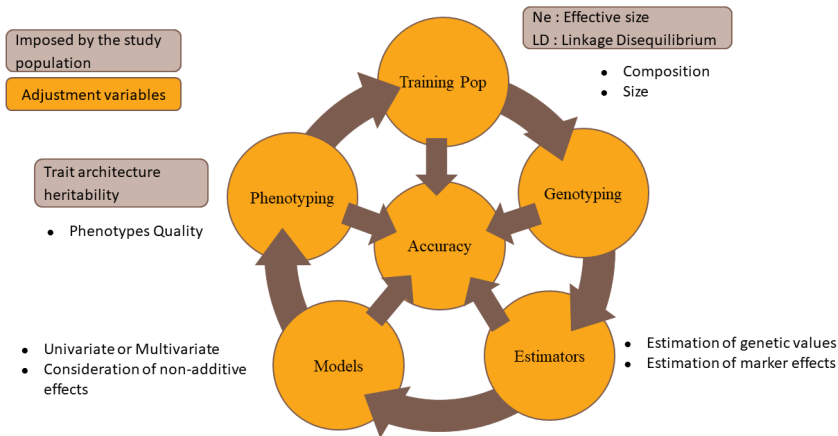 Imposed by the study
population
Adjustment variables
Ne : Effective size
LD : Linkage Disequilibrium
● Composition
● Size
Training Pop
Trait architecture
heritability
● Phenotypes Quality
Phenotyping
Genotyping
Accuracy
● Univariate or Multivariate
● Consideration of non-additive
effects
Models
Estimators
● Estimation of genetic values
● Estimation of marker effects